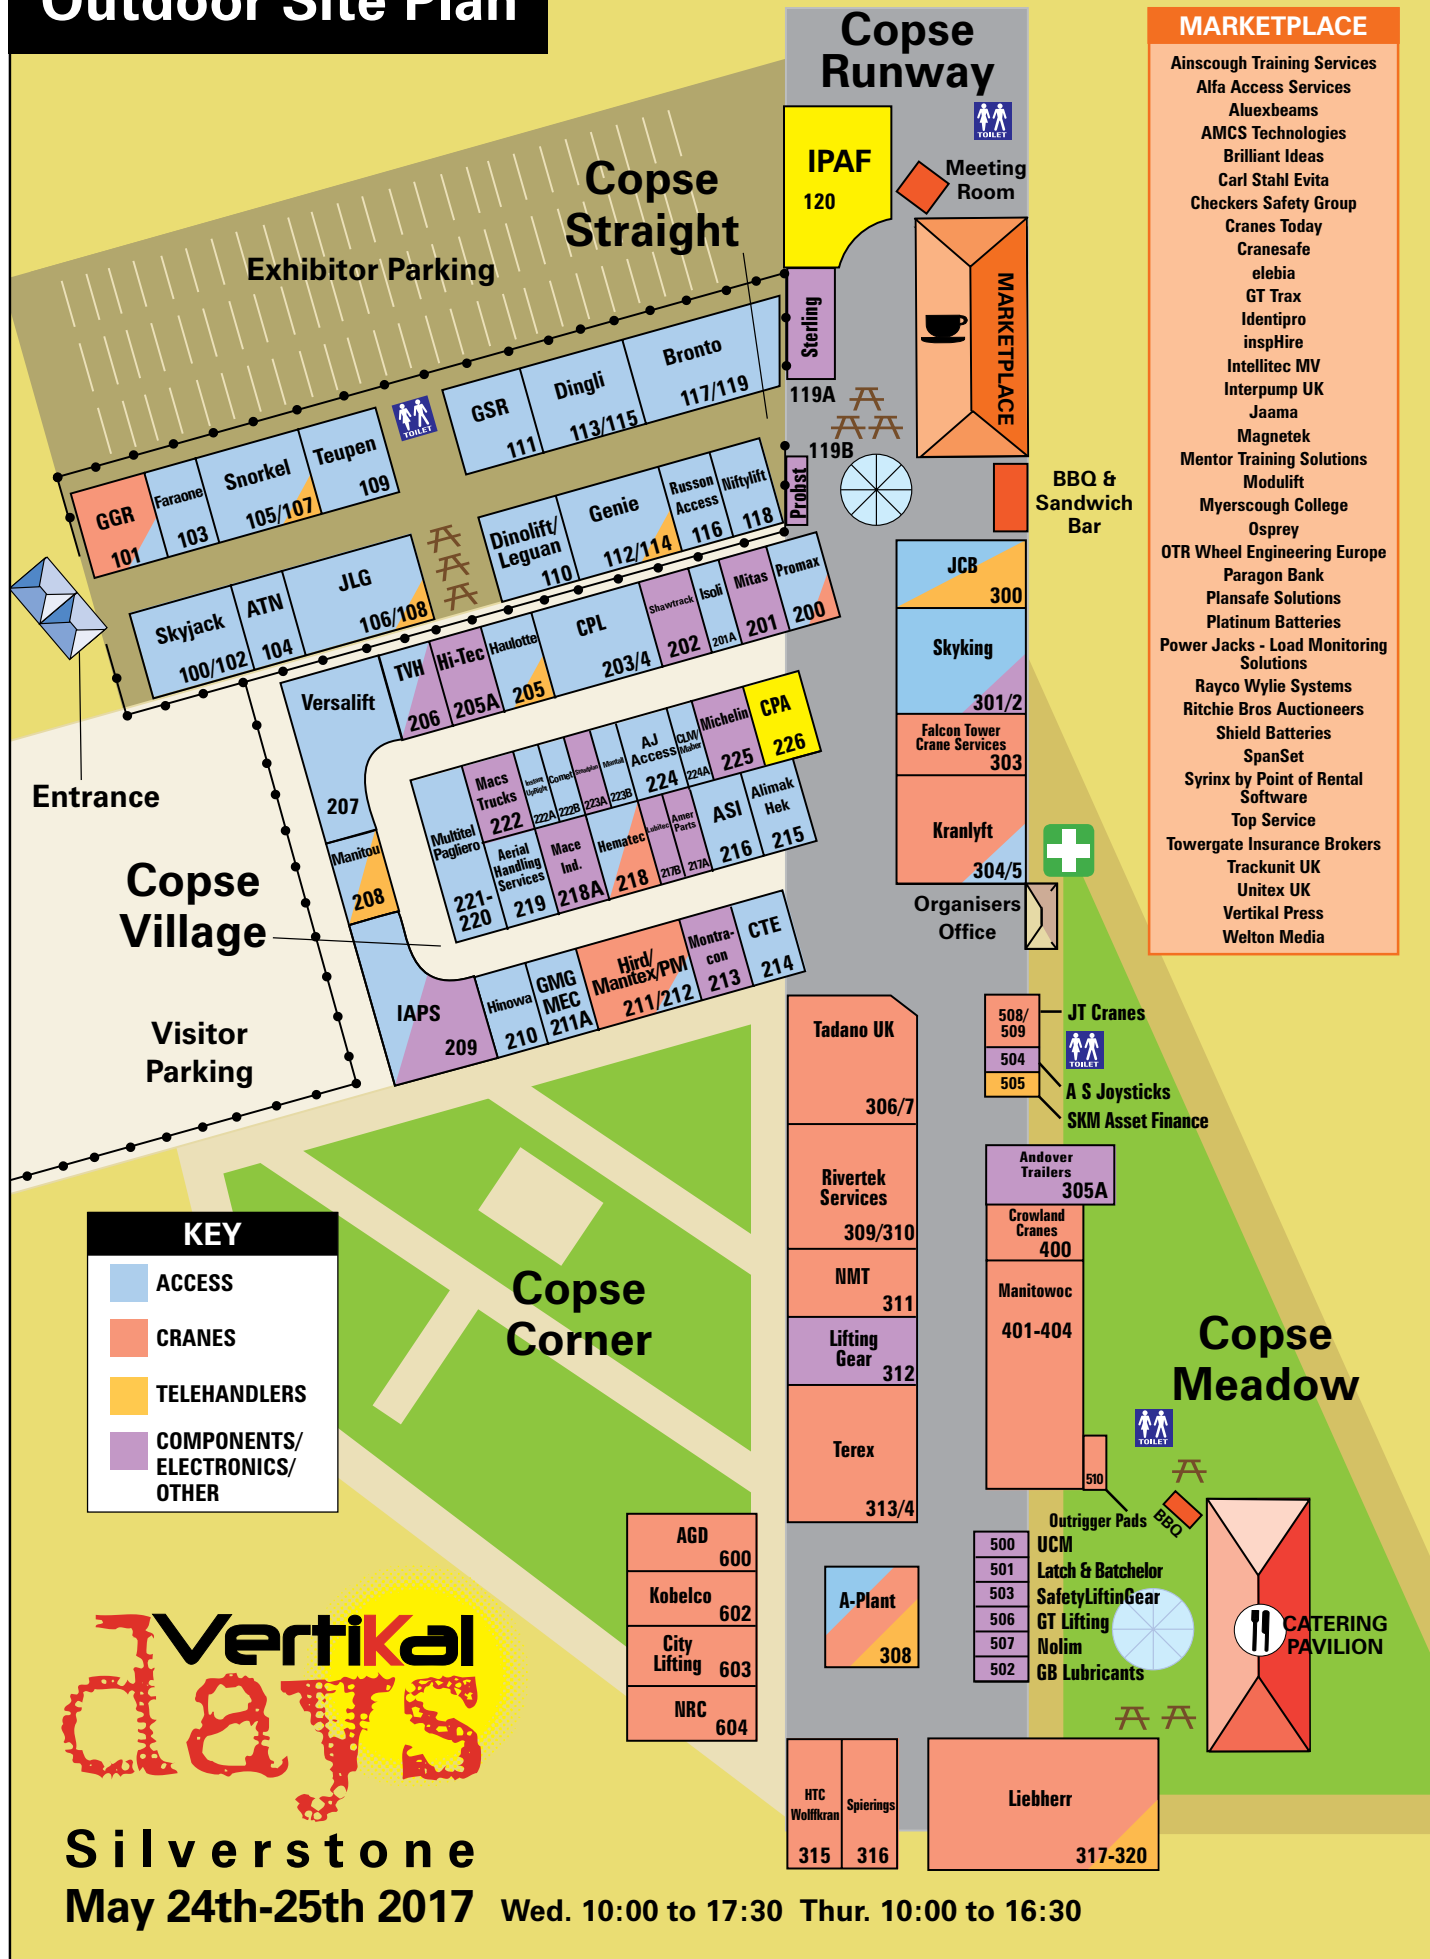 Outdoor Site Plan
Copse
Runway
TOILET
IPAF
120
Meeting
Room
Copse
Straight
Exhibitor Parking
MARKETPLACE
Sterling
119A
119B
Probst
BBQ &
Sandwich
Bar
Bronto
117/119
Dingli
113/115
GSR
111
TOILET
Teupen
109
Snorkel
105/107
Faraone
103
GGR
101
Niftylift
118
Russon
Access
116
Genie
112/114
Dinolift/
Leguan
110
JLG
106/108
ATN
104
Skyjack
100/102
Entrance
Promax
200
Mitas
201
Isoli
201A
Shawtrack
202
CPL
203/4
Haulotte
205
Hi-Tec
205A
TVH
206
Versalift
207
Manitou
208
IAPS
209
Copse
Village
Visitor
Parking
CPA
226
Michelin
225
CLM/
Maber
224A
AJ
Access
224
223B
223A
Comet
222B
UpRight
222A
Macs
Trucks
222
Multitel
Pagliero
221-
220
Aerial
Handling
Services
219
Mace
Ind.
218A
Hematec
218
Lubitec
217B
Amer
Parts
217A
ASI
216
Alimak
Hek
215
Hinowa
210
GMG
MEC
211A
Hird/
Manitex/PM
211/212
Montra-
con
213
CTE
214
JCB
300
Skyking
301/2
Falcon Tower
Crane Services
303
Kranlyft
304/5
Organisers
Office
Tadano UK
306/7
Rivertek
Services
309/310
NMT
311
Lifting
Gear
312
Terex
313/4
508/
509
JT Cranes
TOILET
504
505
A S Joysticks
SKM Asset Finance
Andover
Trailers
305A
Crowland
Cranes
400
Manitowoc
401-404
510
Outrigger Pads
Copse
Meadow
TOILET
BBQ
Copse
Corner
500 UCM
501 Latch & Batchelor
503 SafetyLiftinGear
506 GT Lifting
507 Nolim
502 GB Lubricants
CATERING
PAVILION
A-Plant
308
AGD
600
Kobelco
602
City
Lifting 603
NRC
604
HTC
Wolffkran
315
Spierings
316
Liebherr
317-320
KEY
ACCESS
CRANES
TELEHANDLERS
COMPONENTS/
ELECTRONICS/
OTHER
MARKETPLACE
Ainscough Training Services
Alfa Access Services
Aluexbeams
AMCS Technologies
Brilliant Ideas
Carl Stahl Evita
Checkers Safety Group
Cranes Today
Cranesafe
elebia
GT Trax
Identipro
inspHire
Intellitec MV
Interpump UK
Jaama
Magnetek
Mentor Training Solutions
Modulift
Myerscough College
Osprey
OTR Wheel Engineering Europe
Paragon Bank
Plansafe Solutions
Platinum Batteries
Power Jacks - Load Monitoring
Solutions
Rayco Wylie Systems
Ritchie Bros Auctioneers
Shield Batteries
SpanSet
Syrinx by Point of Rental
Software
Top Service
Towergate Insurance Brokers
Trackunit UK
Unitex UK
Vertikal Press
Welton Media
VertiKal
days
Silverstone
May 24th-25th 2017 Wed. 10:00 to 17:30 Thur. 10:00 to 16:30